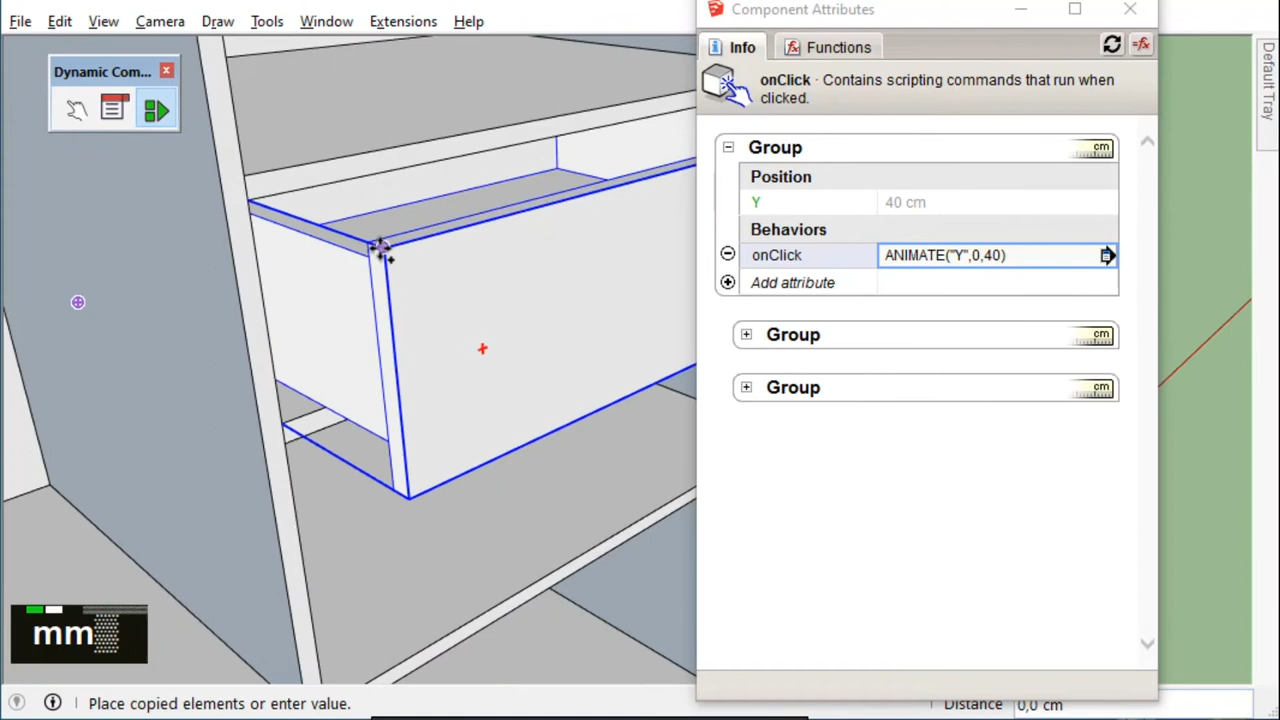 File Edit View Camera Draw Tools Window Extensions Help
Component Attributes
Info Functions
=fx
onClick · Contains scripting commands that run when
clicked.
Dynamic Com...
Default Tray
Group cm
Position
Y 40 cm
Behaviors
onClick ANIMATE("Y",0,40)
Add attribute
Group cm
Group cm
mm
Place copied elements or enter value. Distance 0,0 cm